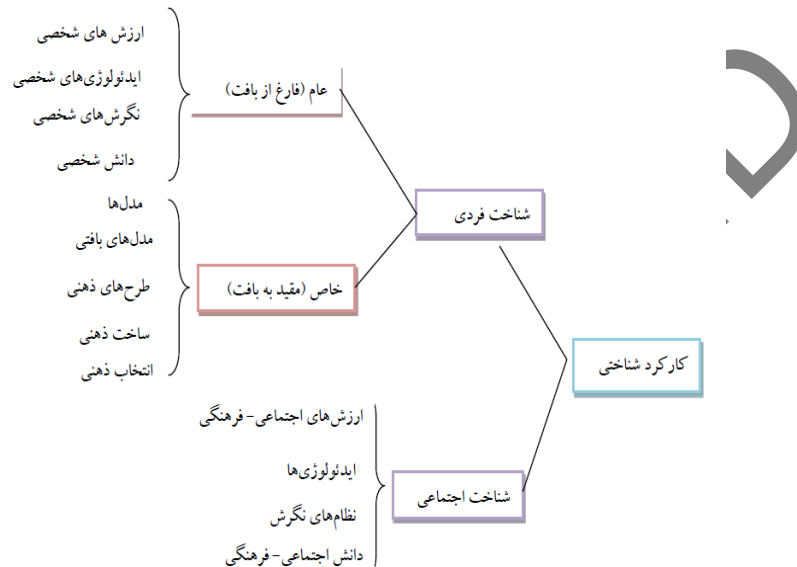 کارکرد شناختی
شناخت فردی
عام (فارغ از بافت)
ارزش های شخصی
ایدئولوژی‌های شخصی
نگرش‌های شخصی
دانش شخصی
خاص (مقید به بافت)
مدل‌ها
مدل‌های بافتی
طرح‌های ذهنی
ساخت ذهنی
انتخاب ذهنی
شناخت اجتماعی
ارزش‌های اجتماعی- فرهنگی
ایدئولوژی‌ها
نظام‌های نگرش
دانش اجتماعی- فرهنگی